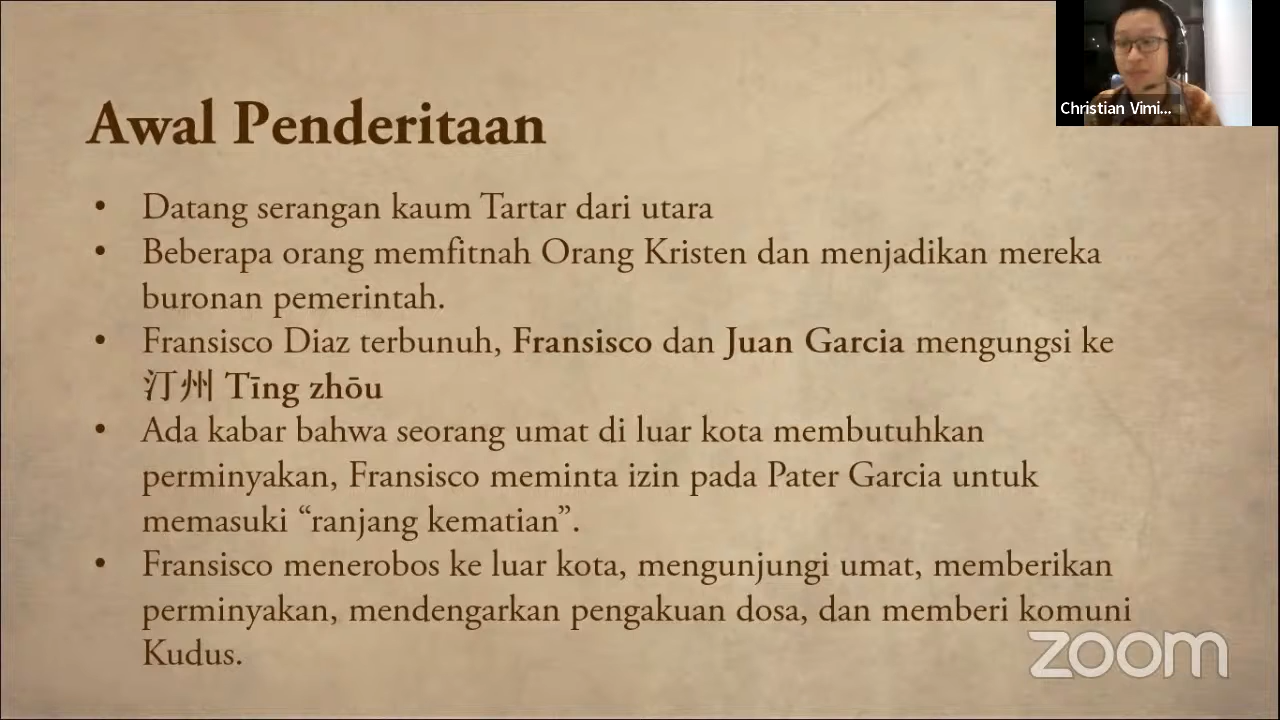 Awal Penderitaan
Christian Vimi...
• Datang serangan kaum Tartar dari utara
• Beberapa orang memfitnah Orang Kristen dan menjadikan mereka
buronan pemerintah.
• Fransisco Diaz terbunuh, Fransisco dan Juan Garcia mengungsi ke
汀州 Tīng zhōu
• Ada kabar bahwa seorang umat di luar kota membutuhkan
perminyakan, Fransisco meminta izin pada Pater Garcia untuk
memasuki “ranjang kematian”.
• Fransisco menerobos ke luar kota, mengunjungi umat, memberikan
perminyakan, mendengarkan pengakuan dosa, dan memberi komuni
Kudus.
zoom